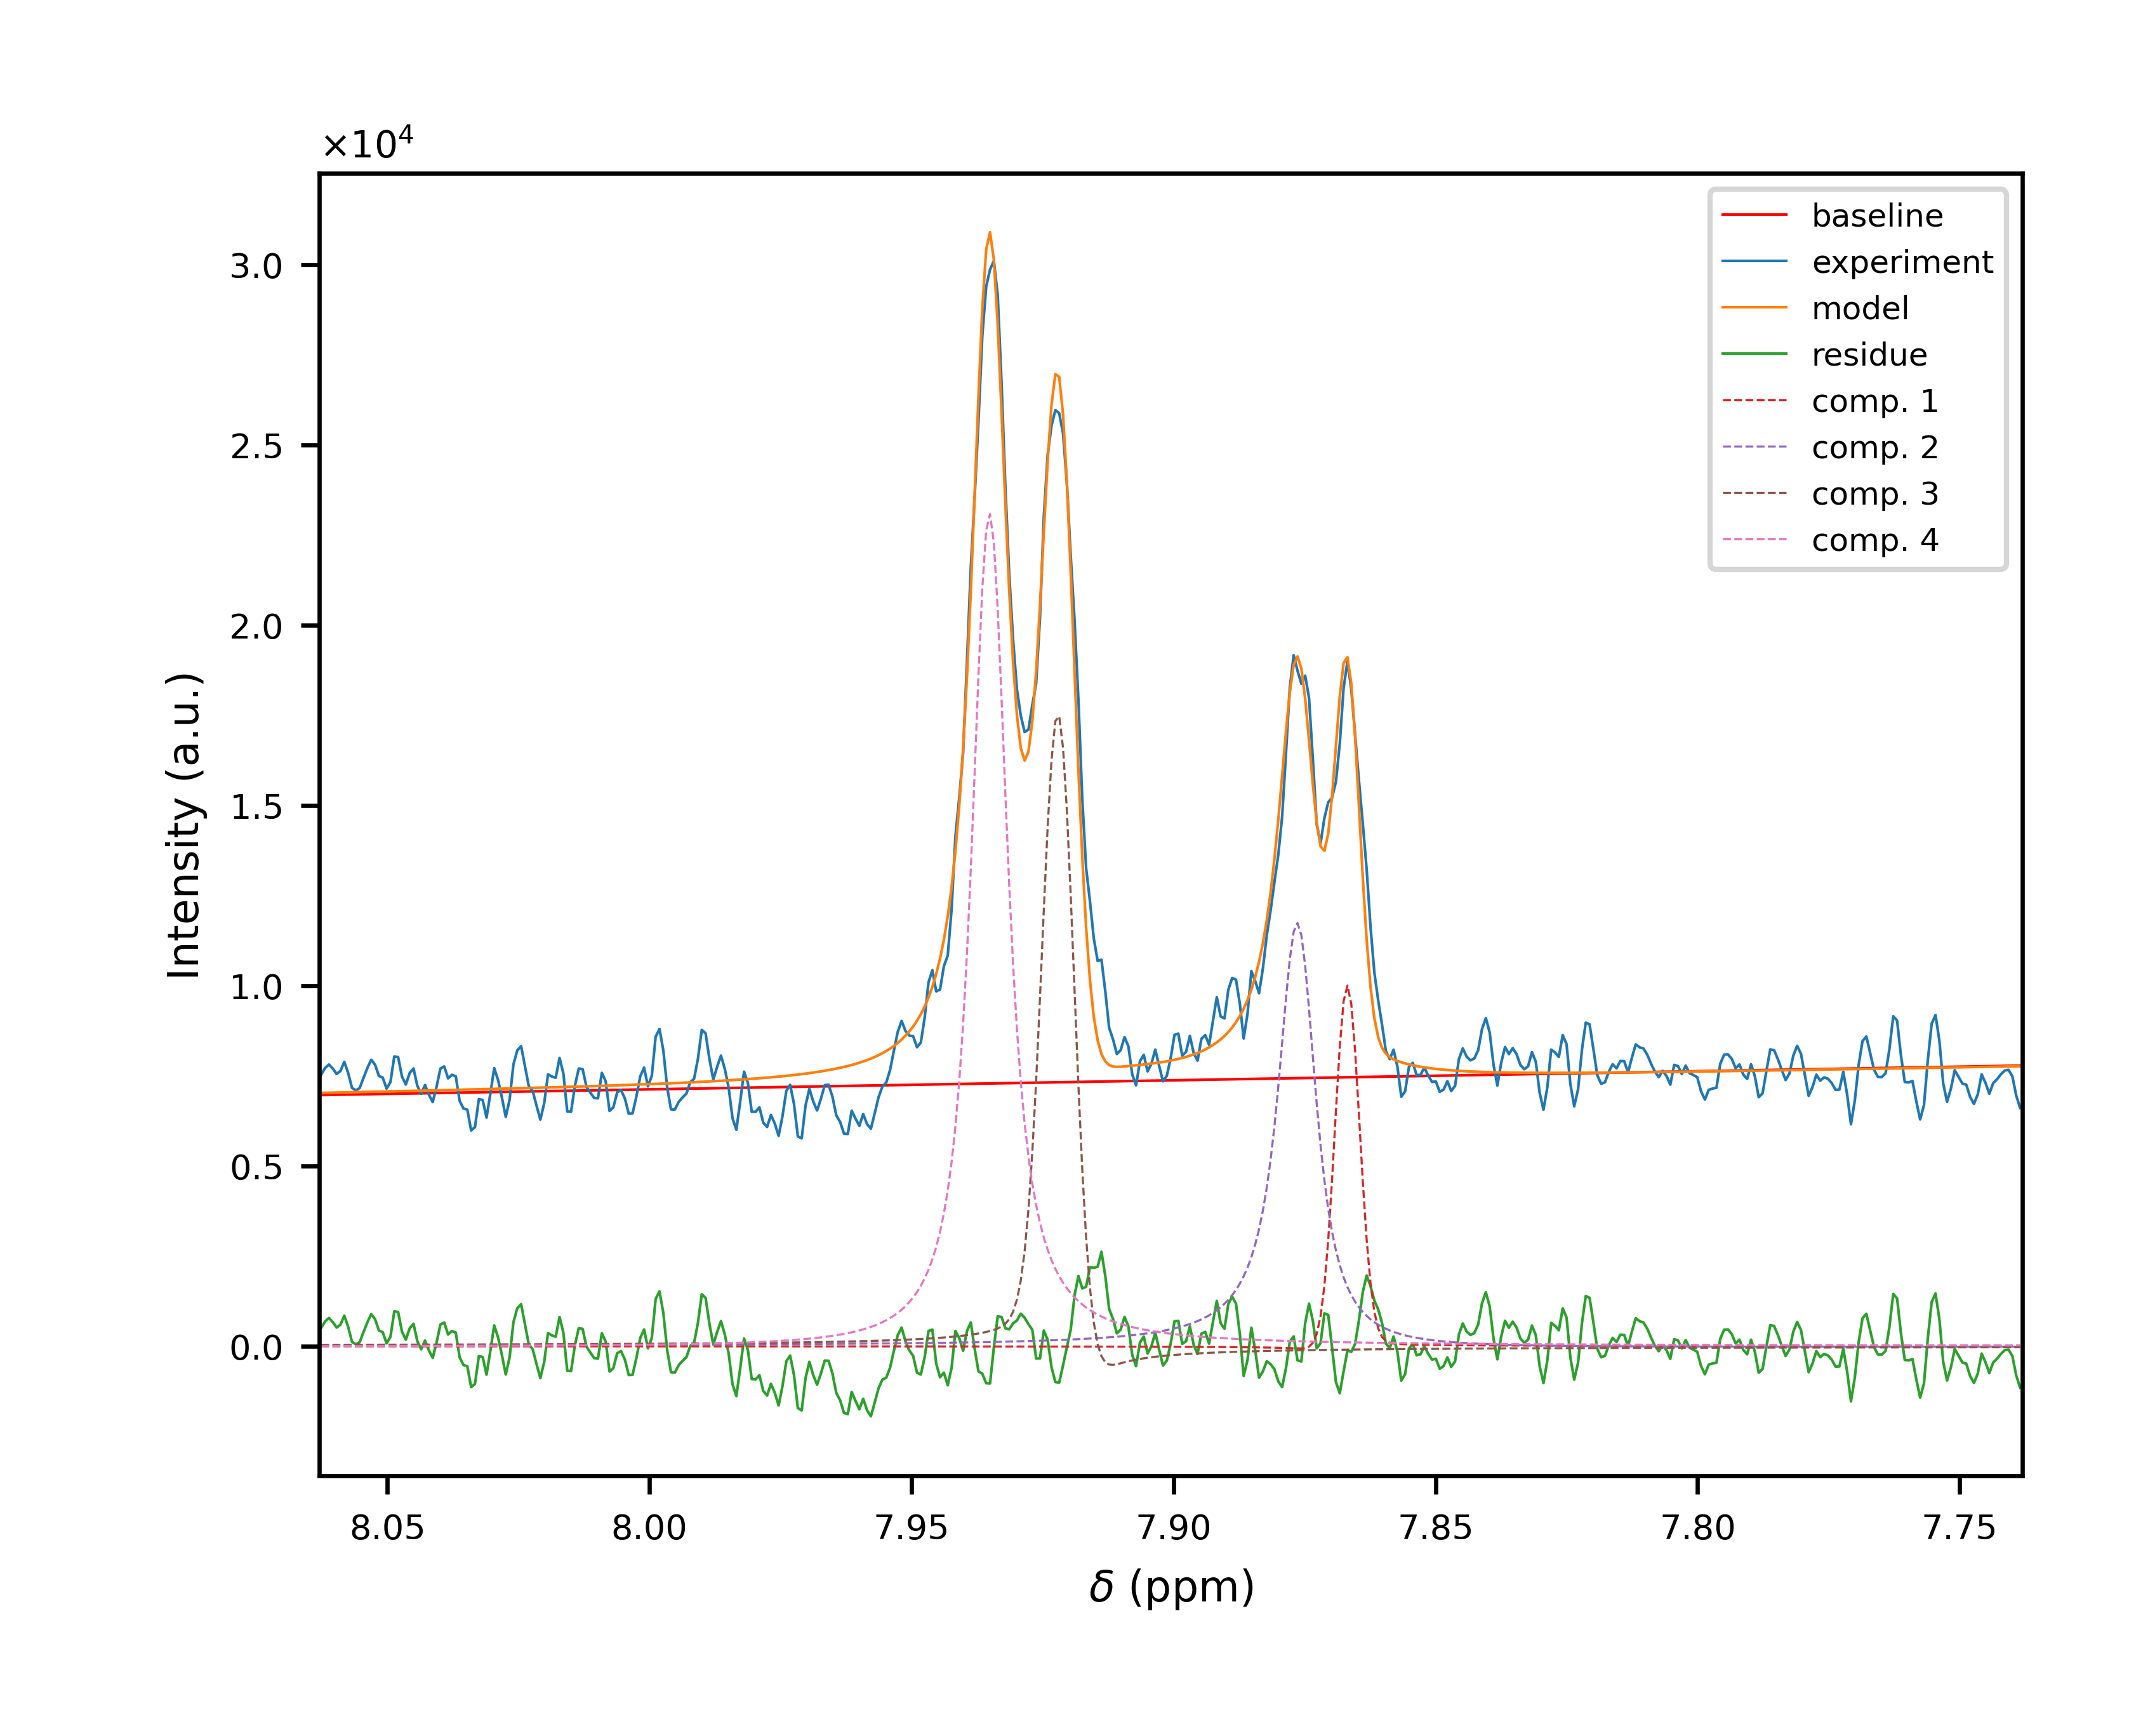 ×10⁴
3.0
2.5
2.0
1.5
1.0
0.5
0.0
Intensity (a.u.)
8.05 8.00 7.95 7.90 7.85 7.80 7.75
δ (ppm)
baseline
experiment
model
residue
comp. 1
comp. 2
comp. 3
comp. 4